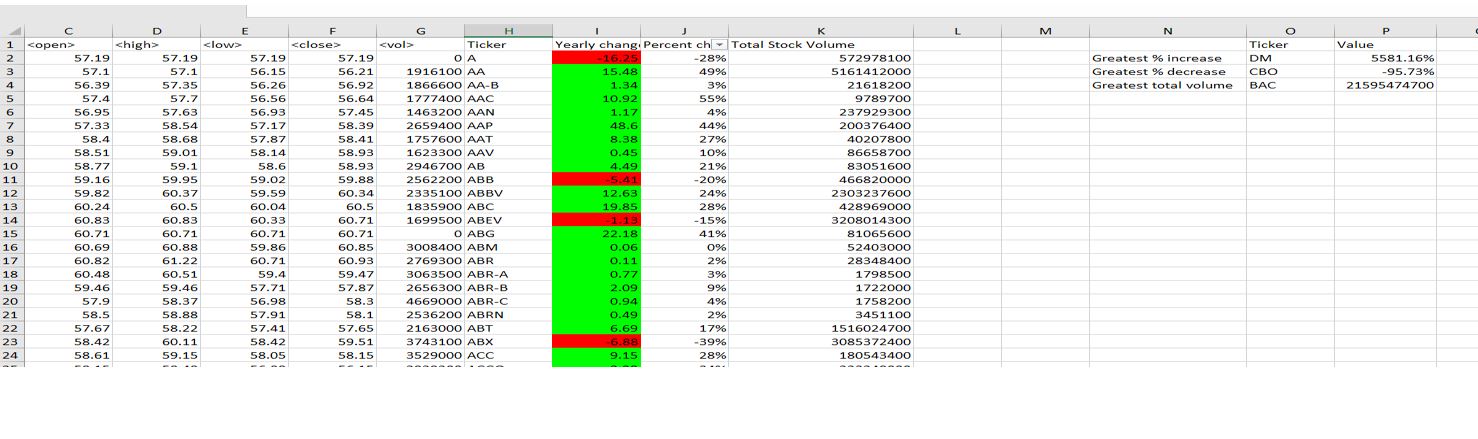 C D E F G H I J K L M N O P
1 <open> <high> <low> <close> <vol> Ticker Yearly chang Percent ch Total Stock Volume Ticker Value
2 57.19 57.19 57.19 57.19 0 A -16.25 -28% 572978100 Greatest % increase DM 5581.16%
3 57.1 57.1 56.15 56.21 1916100 AA 15.48 49% 5161412000 Greatest % decrease CBO -95.73%
4 56.39 57.35 56.26 56.92 1866600 AA-B 1.34 3% 21618200 Greatest total volume BAC 21595474700
5 57.4 57.7 56.56 56.64 1777400 AAC 10.92 55% 9789700
6 56.95 57.63 56.93 57.45 1463200 AAN 1.17 4% 237929300
7 57.33 58.54 57.17 58.39 2659400 AAP 48.6 44% 200376400
8 58.4 58.68 57.87 58.41 1757600 AAT 8.38 27% 40207800
9 58.51 59.01 58.14 58.93 1623300 AAV 0.45 10% 86658700
10 58.77 59.1 58.6 58.93 2946700 AB 4.49 21% 83051600
11 59.16 59.95 59.02 59.88 2562200 ABB -5.41 -20% 466820000
12 59.82 60.37 59.59 60.34 2335100 ABBV 12.63 24% 2303237600
13 60.24 60.5 60.04 60.5 1835900 ABC 19.85 28% 428969000
14 60.83 60.83 60.33 60.71 1699500 ABEV -1.13 -15% 3208014300
15 60.71 60.71 60.71 60.71 0 ABG 22.18 41% 81065600
16 60.69 60.88 59.86 60.85 3008400 ABM 0.06 0% 52403000
17 60.82 61.22 60.71 60.93 2769300 ABR 0.11 2% 28348400
18 60.48 60.51 59.4 59.47 3063500 ABR-A 0.77 3% 1798500
19 59.46 59.46 57.71 57.87 2656300 ABR-B 2.09 9% 1722000
20 57.9 58.37 56.98 58.3 4669000 ABR-C 0.94 4% 1758200
21 58.5 58.88 57.91 58.1 2536200 ABRN 0.49 2% 3451100
22 57.67 58.22 57.41 57.65 2163000 ABT 6.69 17% 1516024700
23 58.42 60.11 58.42 59.51 3743100 ABX -6.88 -39% 3085372400
24 58.61 59.15 58.05 58.15 3529000 ACC 9.15 28% 180543400